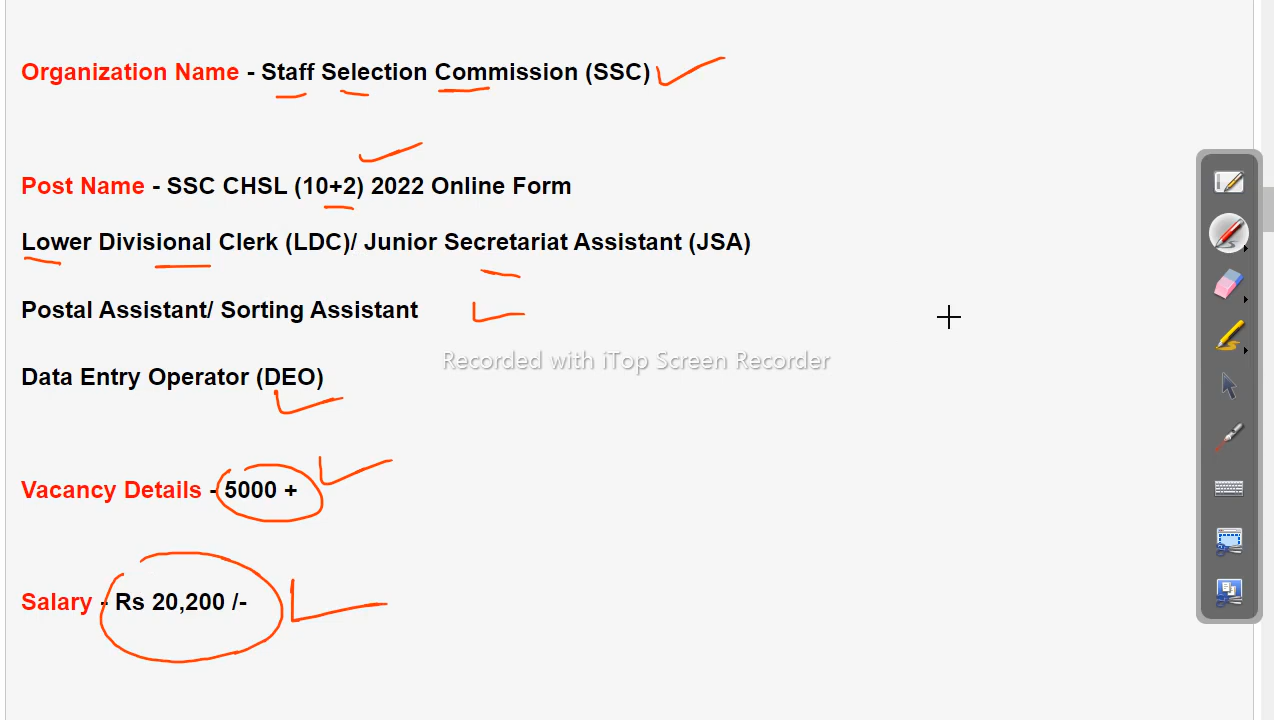 Organization Name - Staff Selection Commission (SSC)
Post Name - SSC CHSL (10+2) 2022 Online Form
Lower Divisional Clerk (LDC)/ Junior Secretariat Assistant (JSA)
Postal Assistant/ Sorting Assistant
Recorded with iTop Screen Recorder
Data Entry Operator (DEO)
Vacancy Details - 5000 +
Salary - Rs 20,200 /-